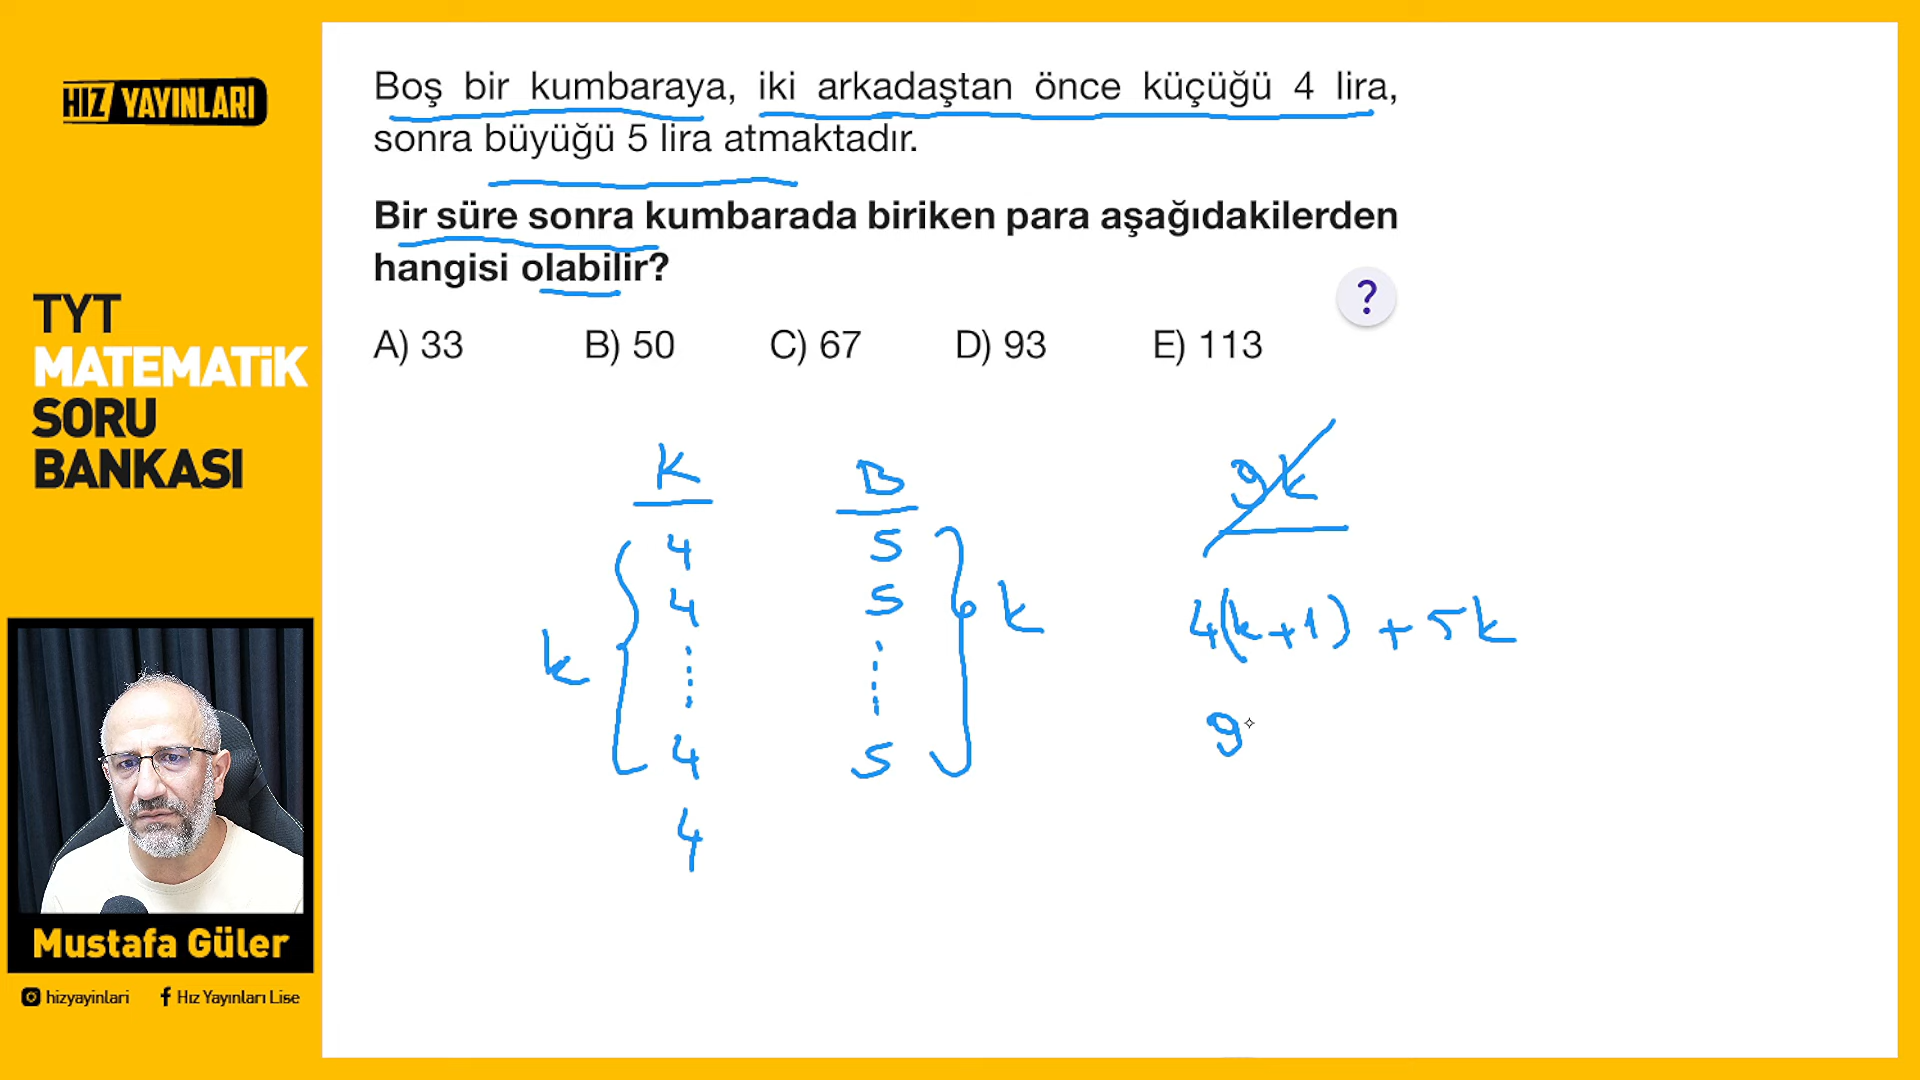 HIZ YAYINLARI
TYT
MATEMATİK
SORU
BANKASI
Mustafa Güler
hizyayinlari
Hız Yayınları Lise
Boş bir kumbaraya, iki arkadaştan önce küçüğü 4 lira,
sonra büyüğü 5 lira atmaktadır.
Bir süre sonra kumbarada biriken para aşağıdakilerden
hangisi olabilir?
?
A) 33 B) 50 C) 67 D) 93 E) 113
K B 9k
4 5
4 5
k k 4(k+1) + 5k
4 5 9
4